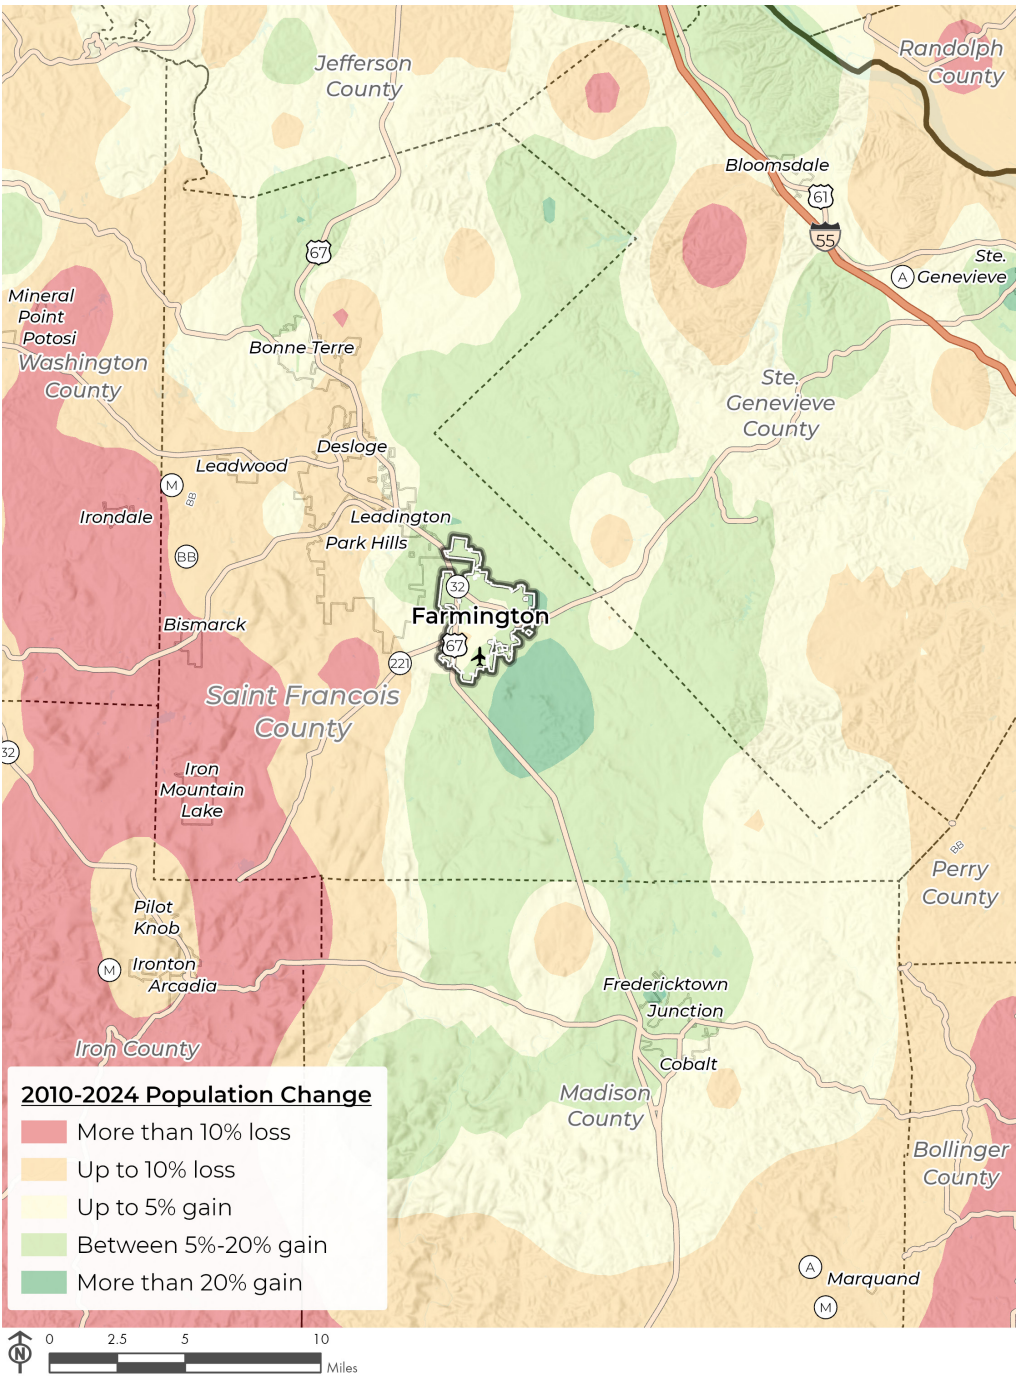 Jefferson
County
Randolph
County
Bloomsdale
61
67
55
Ste.
A
Genevieve
Mineral
Point
Potosi
Bonne Terre
Washington
County
Ste.
Genevieve
County
Desloge
Leadwood
M
BB
Irondale
Leadington
Park Hills
BB
32
Farmington
Bismarck
67
221
Saint Francois
County
32
Iron
Mountain
Lake
BB
Perry
County
Pilot
Knob
M
Ironton
Arcadia
Fredericktown
Junction
Iron County
Cobalt
Madison
County
Bollinger
County
A
Marquand
M
2010-2024 Population Change
More than 10% loss
Up to 10% loss
Up to 5% gain
Between 5%-20% gain
More than 20% gain
N
0 2.5 5 10
Miles